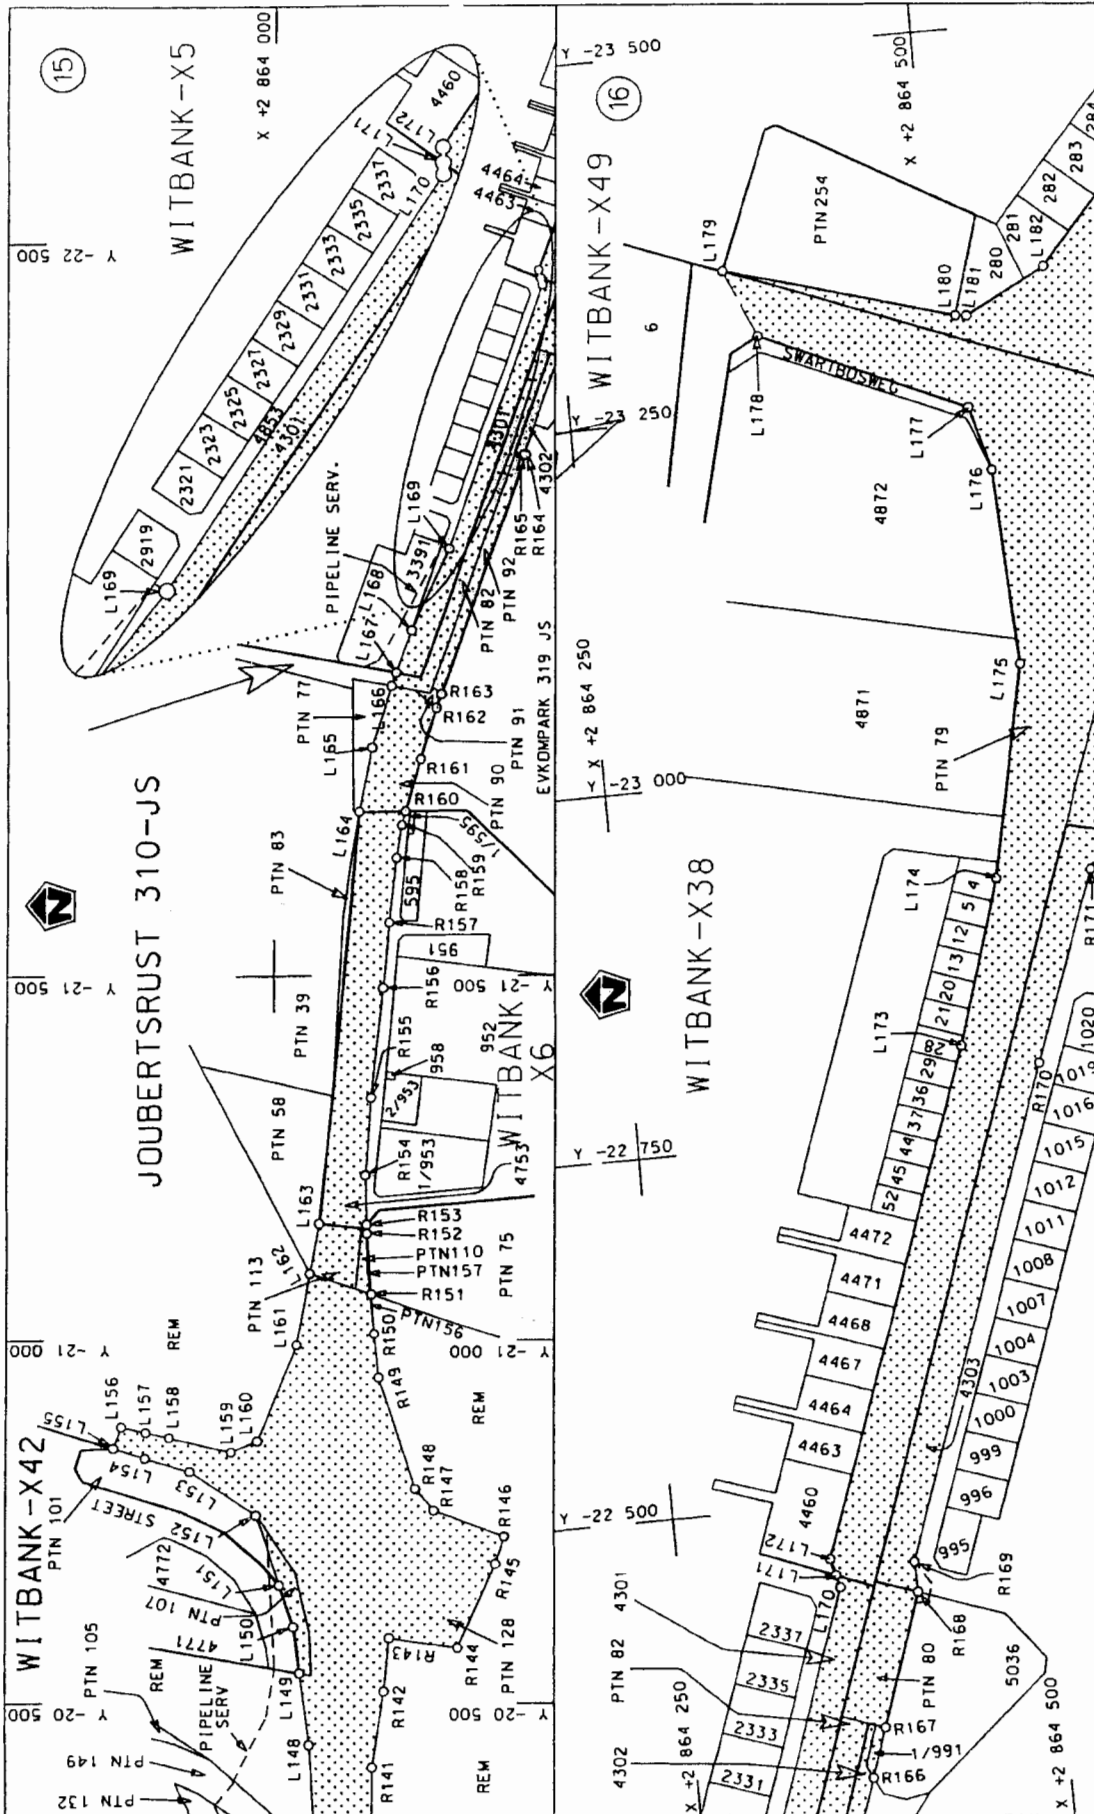 15
WITBANK-X5
X +2 864 000
Y -22 500
L171
L172
4460
L170
2337
2335
2333
2331
2329
2327
2325
2323
2321
4853
4301
2919
L169
4464
4463
PIPELINE SERV.
3301
L169
3391
L168
L167
L166
PTN 82
PTN 92
R165
R164
4302
PTN 77
L165
R163
R162
PTN 91
R161
PTN 90
EVKOMPARK 319 JS
JOUBERTSRUST 310-JS
N
PTN 83
L164
R160
1/595
R159
R158
595
R157
951
Y -21 500
Y -21 500
R156
PTN 39
R155
958
952
2/953
WITBANK
X6
PTN 58
R154
1/953
4753
L163
R153
R152
PTN110
PTN157
PTN 75
L162
PTN 113
R151
PTN156
L161
R150
Y -21 000
Y -21 000
REM
R149
REM
L155
L156
L157
L158
L159
L160
WITBANK-X42
PTN 101
L154
L153
STREET
L152
R148
R147
R146
4772
L151
PTN 107
R145
L150
4771
PTN 105
REM
PIPELINE
SERV
L149
R143
R144
PTN 128
R142
Y -20 500
Y -20 500
L148
R141
REM
PTN 149
PTN 132
16
WITBANK-X49
Y -23 500
X +2 864 500
PTN254
284
283
282
281
280
L182
L179
L180
L181
6
SWARTBOSWEG
Y -23 250
L178
L177
L176
4872
L175
4871
PTN 79
X +2 864 250
Y -23 000
WITBANK-X38
N
L174
4
5
12
13
20
21
28
29
36
37
44
45
52
L173
R171
R170
1020
1019
1016
1015
1012
1011
1008
1007
1004
1003
1000
999
996
995
Y -22 750
4472
4471
4468
4467
4464
4463
4460
4303
Y -22 500
L172
L171
L170
4301
R169
R168
2337
2335
2333
2331
PTN 82
PTN 80
5036
R167
1/991
R166
4302
X +2 864 250
X +2 864 500